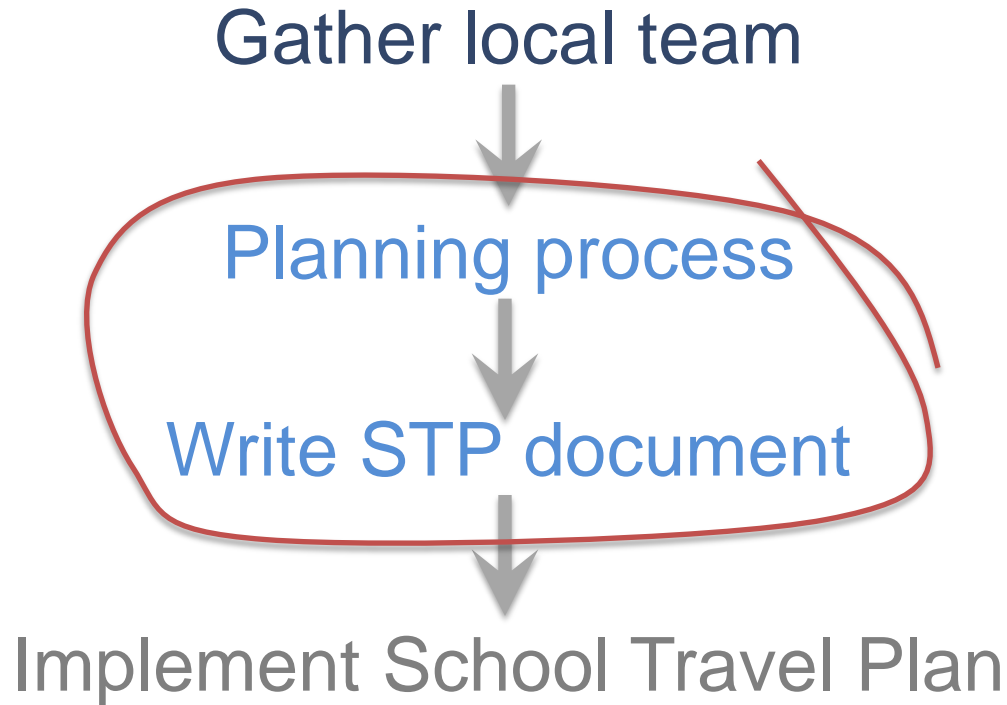 Gather local team
Planning process
Write STP document
Implement School Travel Plan